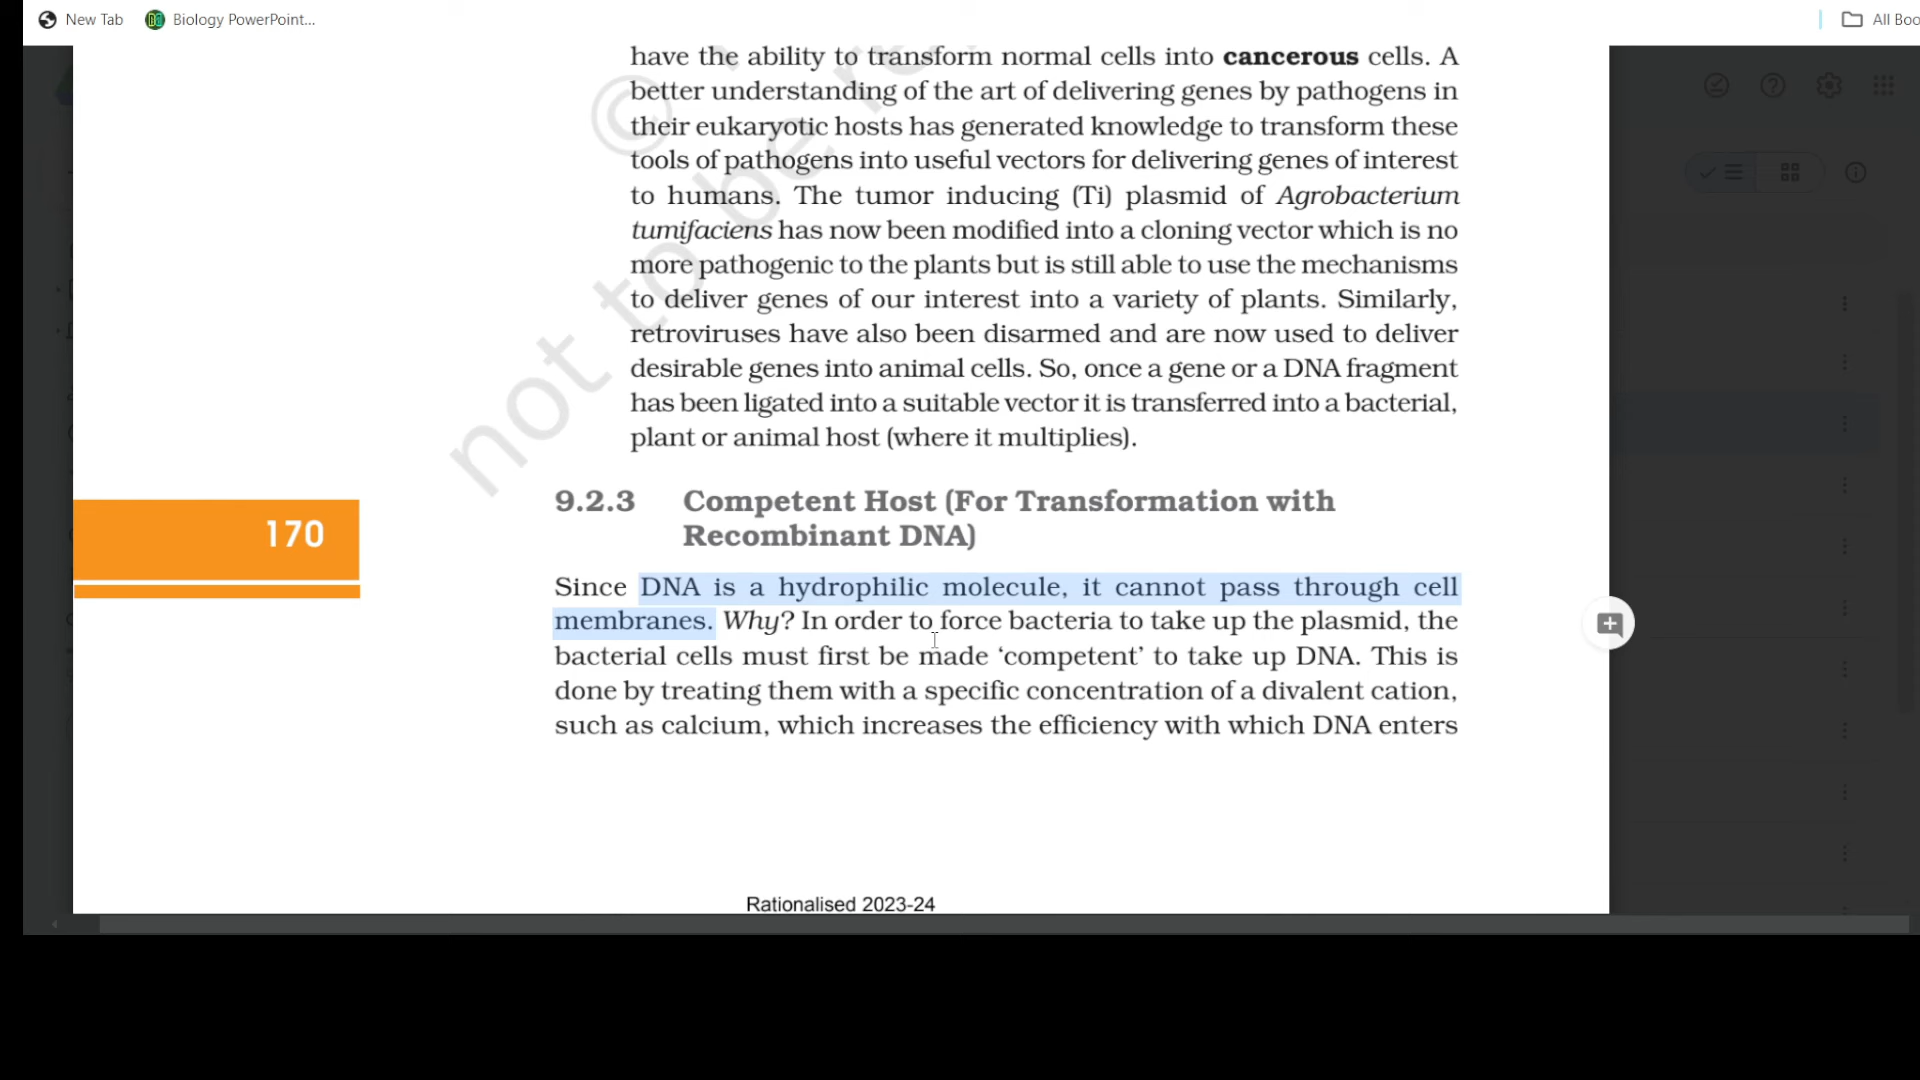 New Tab
Biology PowerPoint...
All Boo
have the ability to transform normal cells into cancerous cells. A
better understanding of the art of delivering genes by pathogens in
their eukaryotic hosts has generated knowledge to transform these
tools of pathogens into useful vectors for delivering genes of interest
to humans. The tumor inducing (Ti) plasmid of Agrobacterium
tumifaciens has now been modified into a cloning vector which is no
more pathogenic to the plants but is still able to use the mechanisms
to deliver genes of our interest into a variety of plants. Similarly,
retroviruses have also been disarmed and are now used to deliver
desirable genes into animal cells. So, once a gene or a DNA fragment
has been ligated into a suitable vector it is transferred into a bacterial,
plant or animal host (where it multiplies).
© not to be re
9.2.3 Competent Host (For Transformation with
Recombinant DNA)
170
Since DNA is a hydrophilic molecule, it cannot pass through cell
membranes. Why? In order to force bacteria to take up the plasmid, the
bacterial cells must first be made ‘competent’ to take up DNA. This is
done by treating them with a specific concentration of a divalent cation,
such as calcium, which increases the efficiency with which DNA enters
Rationalised 2023-24